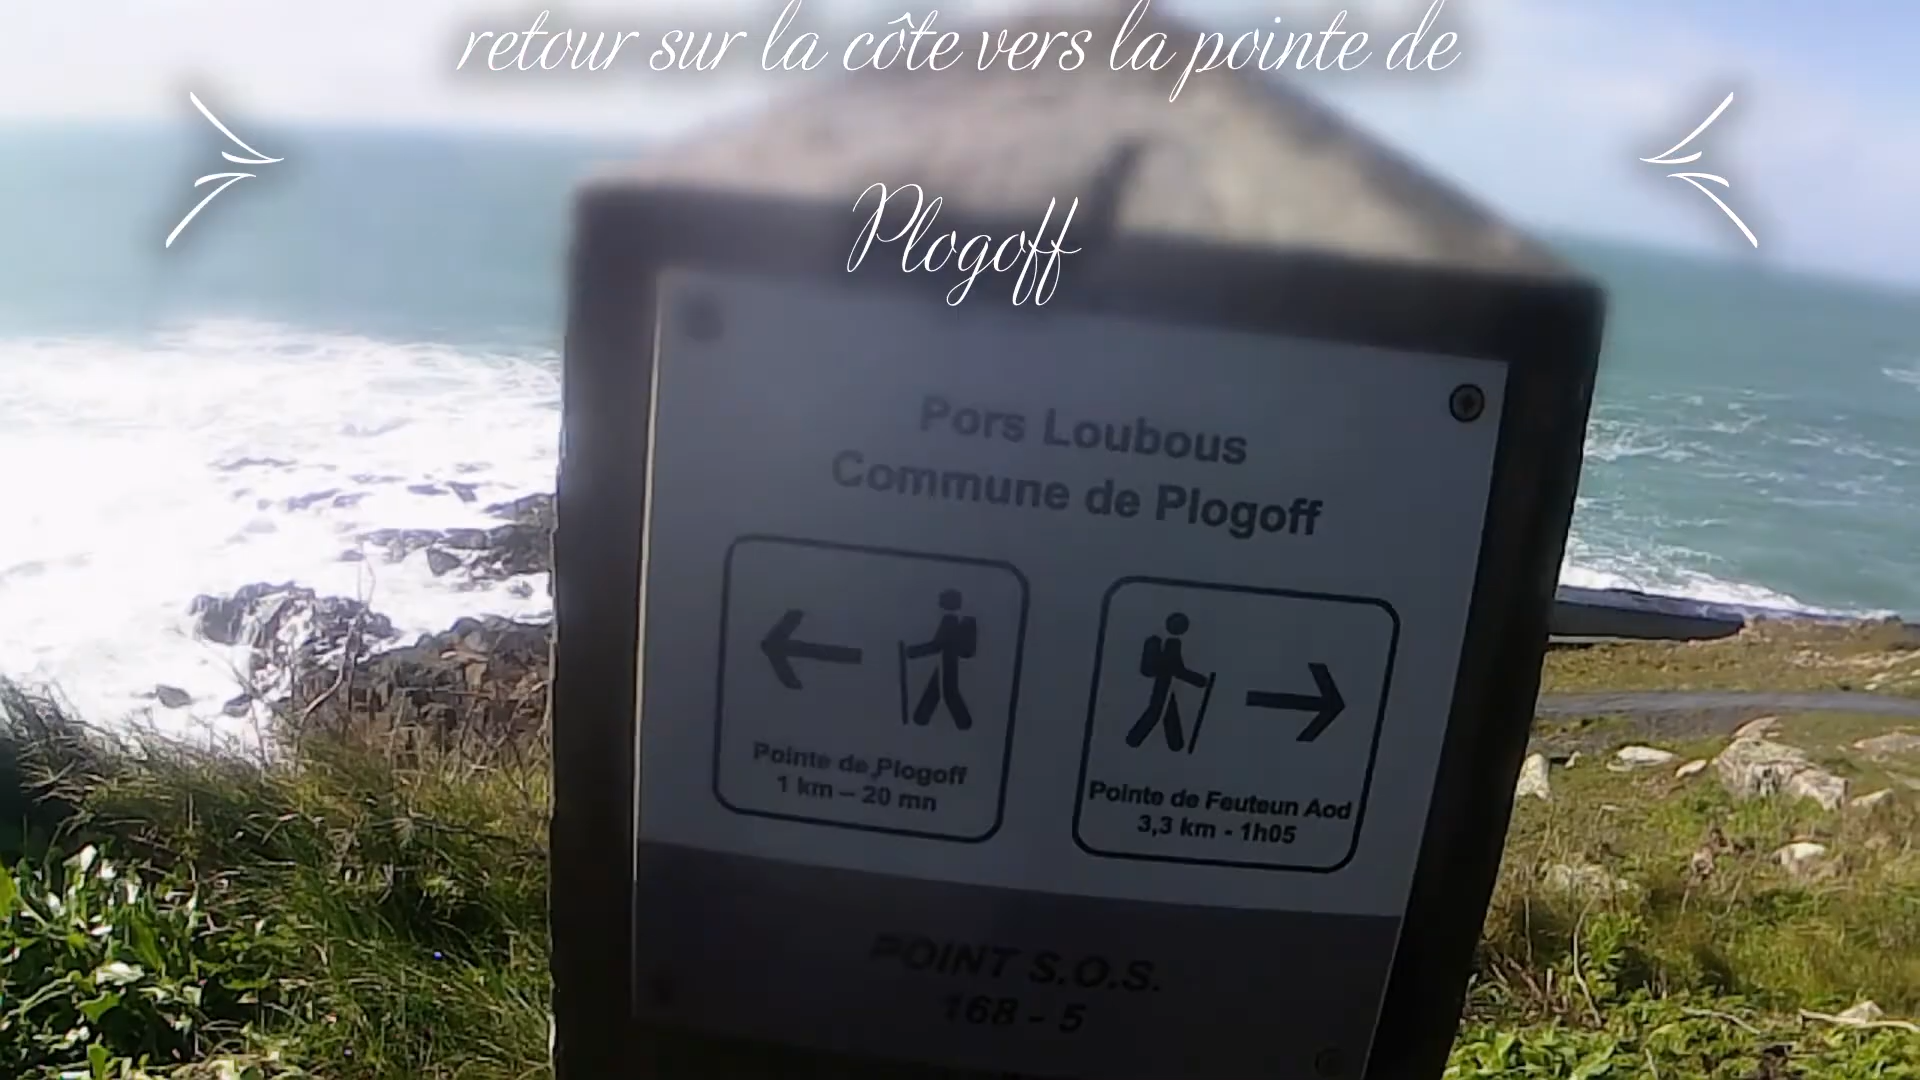 retour sur la côte vers la pointe de
Plogoff
Pors Loubous
Commune de Plogoff
Pointe de Plogoff
1 km – 20 mn
Pointe de Feuteun Aod
3,3 km - 1h05
POINT S.O.S.
168 - 5